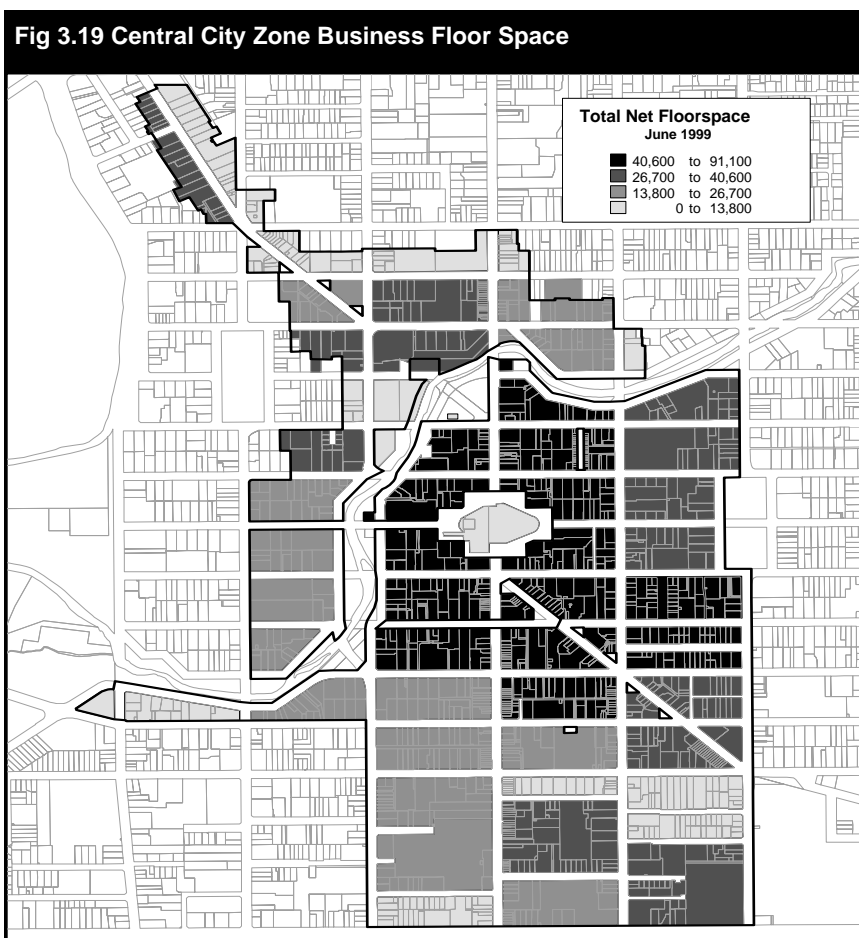 Fig 3.19 Central City Zone Business Floor Space
Total Net Floorspace
June 1999
40,600 to 91,100
26,700 to 40,600
13,800 to 26,700
0 to 13,800